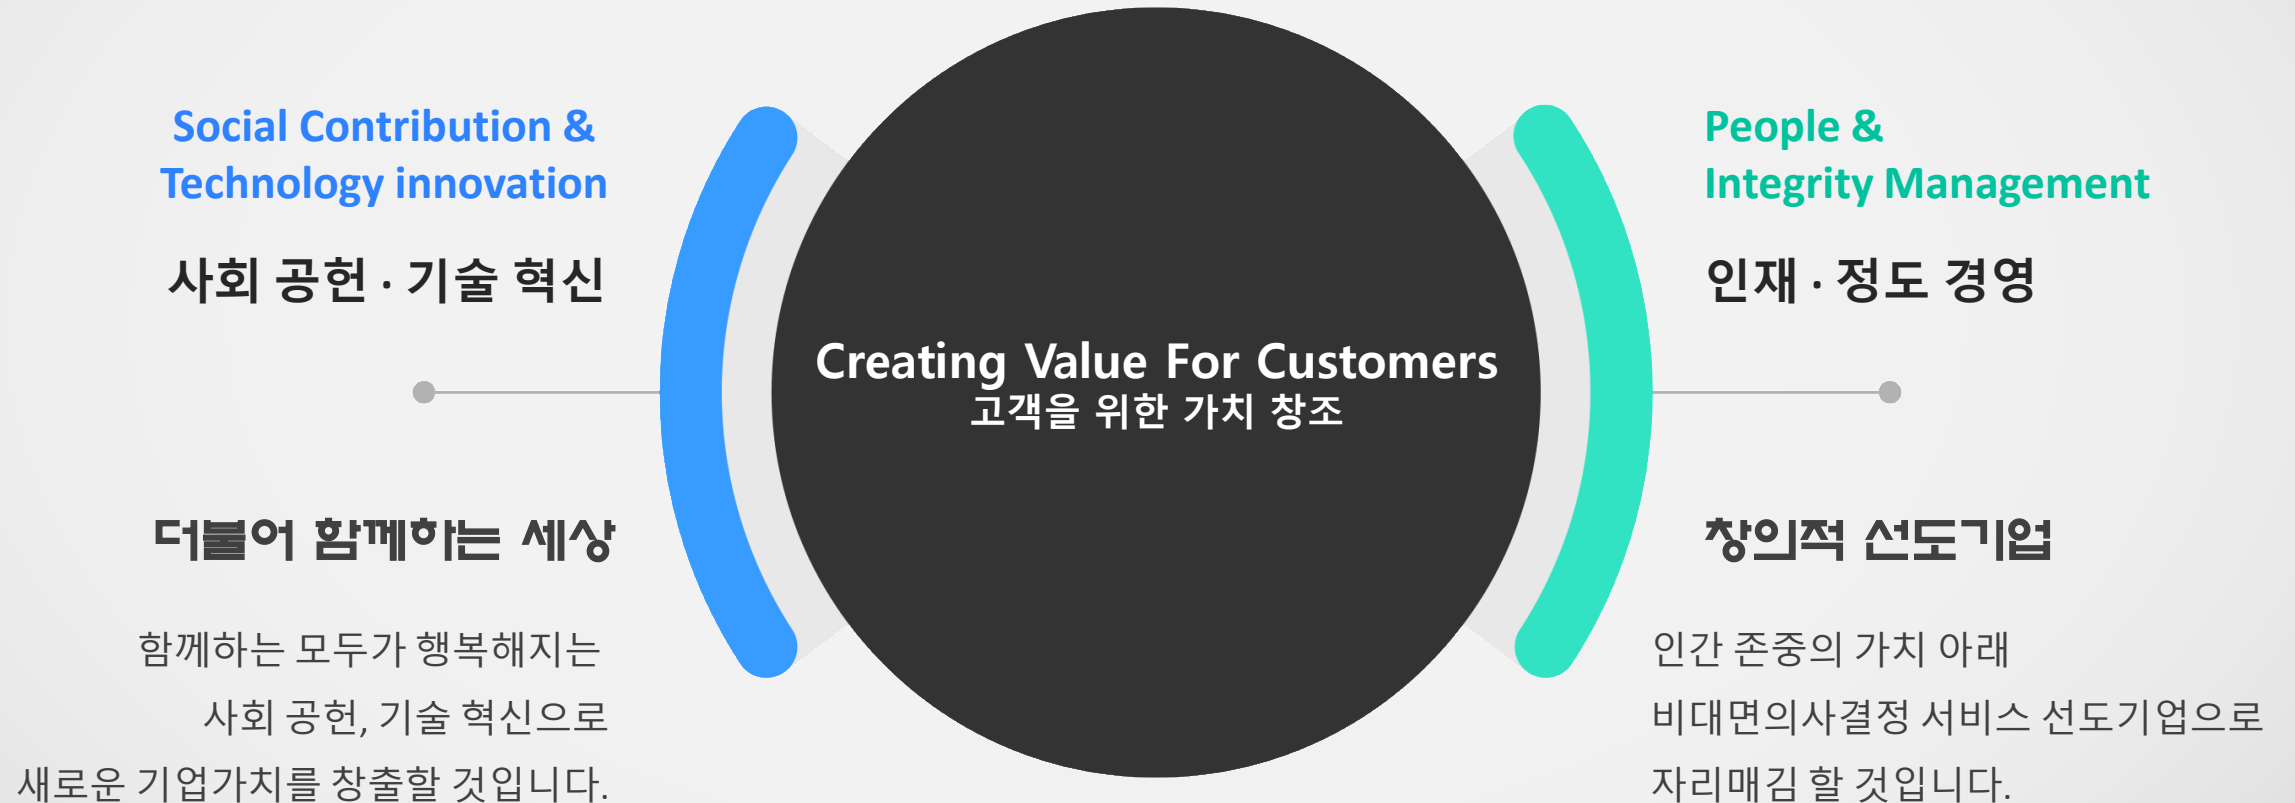 Social Contribution &
Technology innovation
사회 공헌 · 기술 혁신
더불어 함께하는 세상
함께하는 모두가 행복해지는
사회 공헌, 기술 혁신으로
새로운 기업가치를 창출할 것입니다.
Creating Value For Customers
고객을 위한 가치 창조
People &
Integrity Management
인재 · 정도 경영
창의적 선도기업
인간 존중의 가치 아래
비대면의사결정 서비스 선도기업으로
자리매김 할 것입니다.